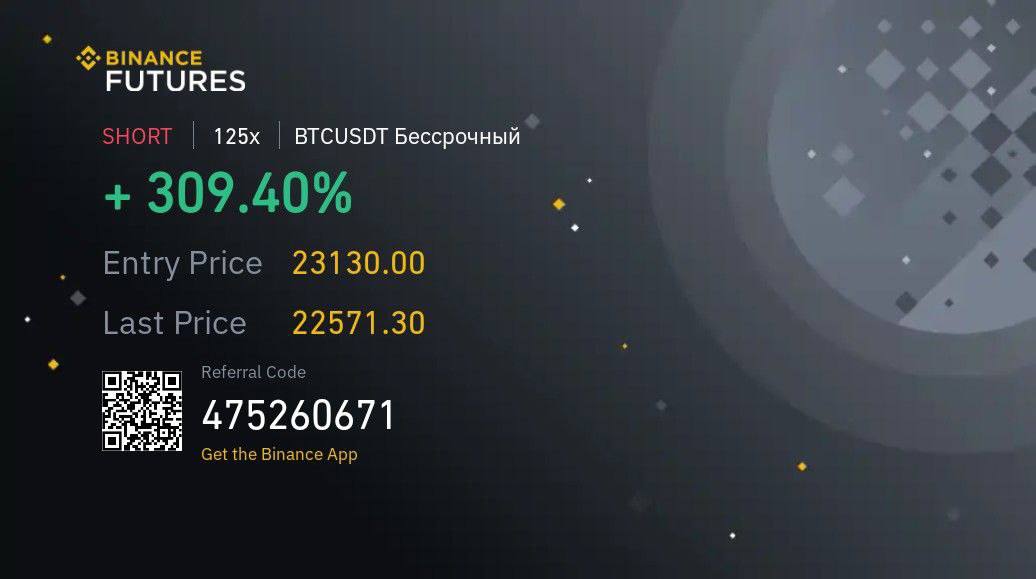 BINANCE
FUTURES
SHORT | 125x | BTCUSDT Бессрочный
+ 309.40%
Entry Price 23130.00
Last Price 22571.30
Referral Code
475260671
Get the Binance App